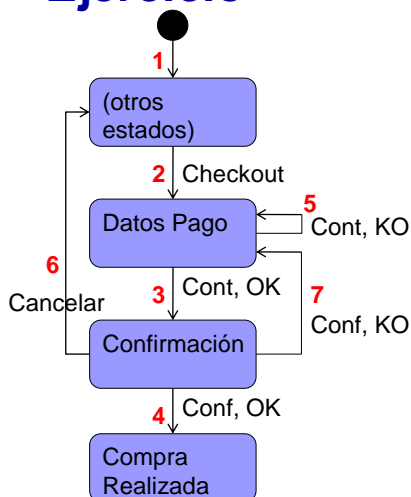 1
(otros
estados)
2 Checkout
Datos Pago
5
Cont, KO
6
Cancelar
3 Cont, OK
7
Conf, KO
Confirmación
4 Conf, OK
Compra
Realizada